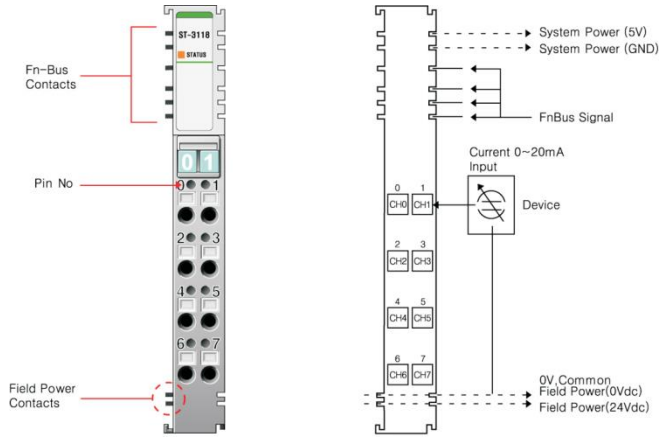 ST-3118
STATUS
Fn-Bus
Contacts
01
Pin No
0 1
2 3
4 5
6 7
Field Power
Contacts
System Power (5V)
System Power (GND)
FnBus Signal
Current 0~20mA
Input
Device
0 1
CH0 CH1
2 3
CH2 CH3
4 5
CH4 CH5
6 7
CH6 CH7
0V,Common
Field Power(0Vdc)
Field Power(24Vdc)